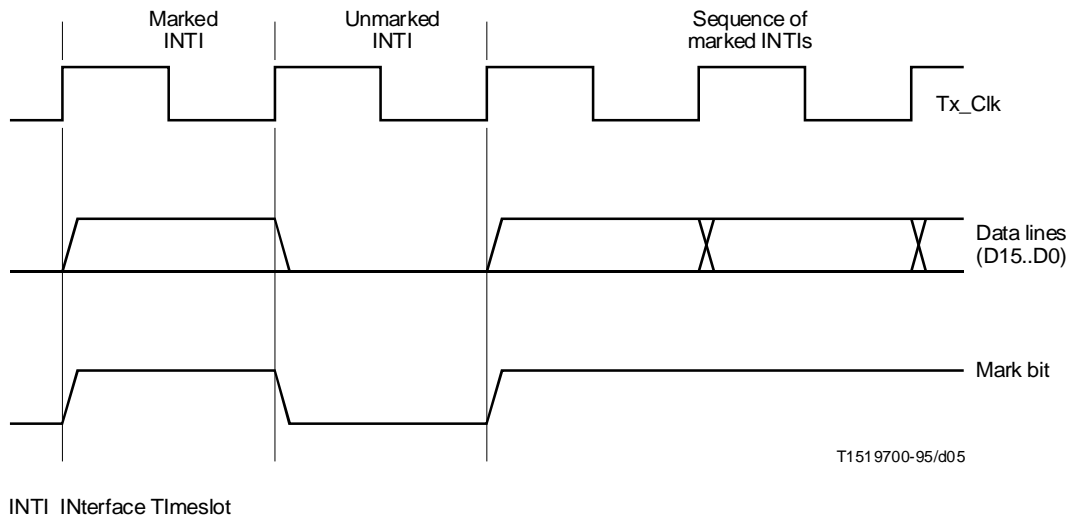 Marked
INTI
Unmarked
INTI
Sequence of
marked INTIs
Tx_Clk
Data lines
(D15..D0)
Mark bit
T1519700-95/d05
INTI INterface TImeslot